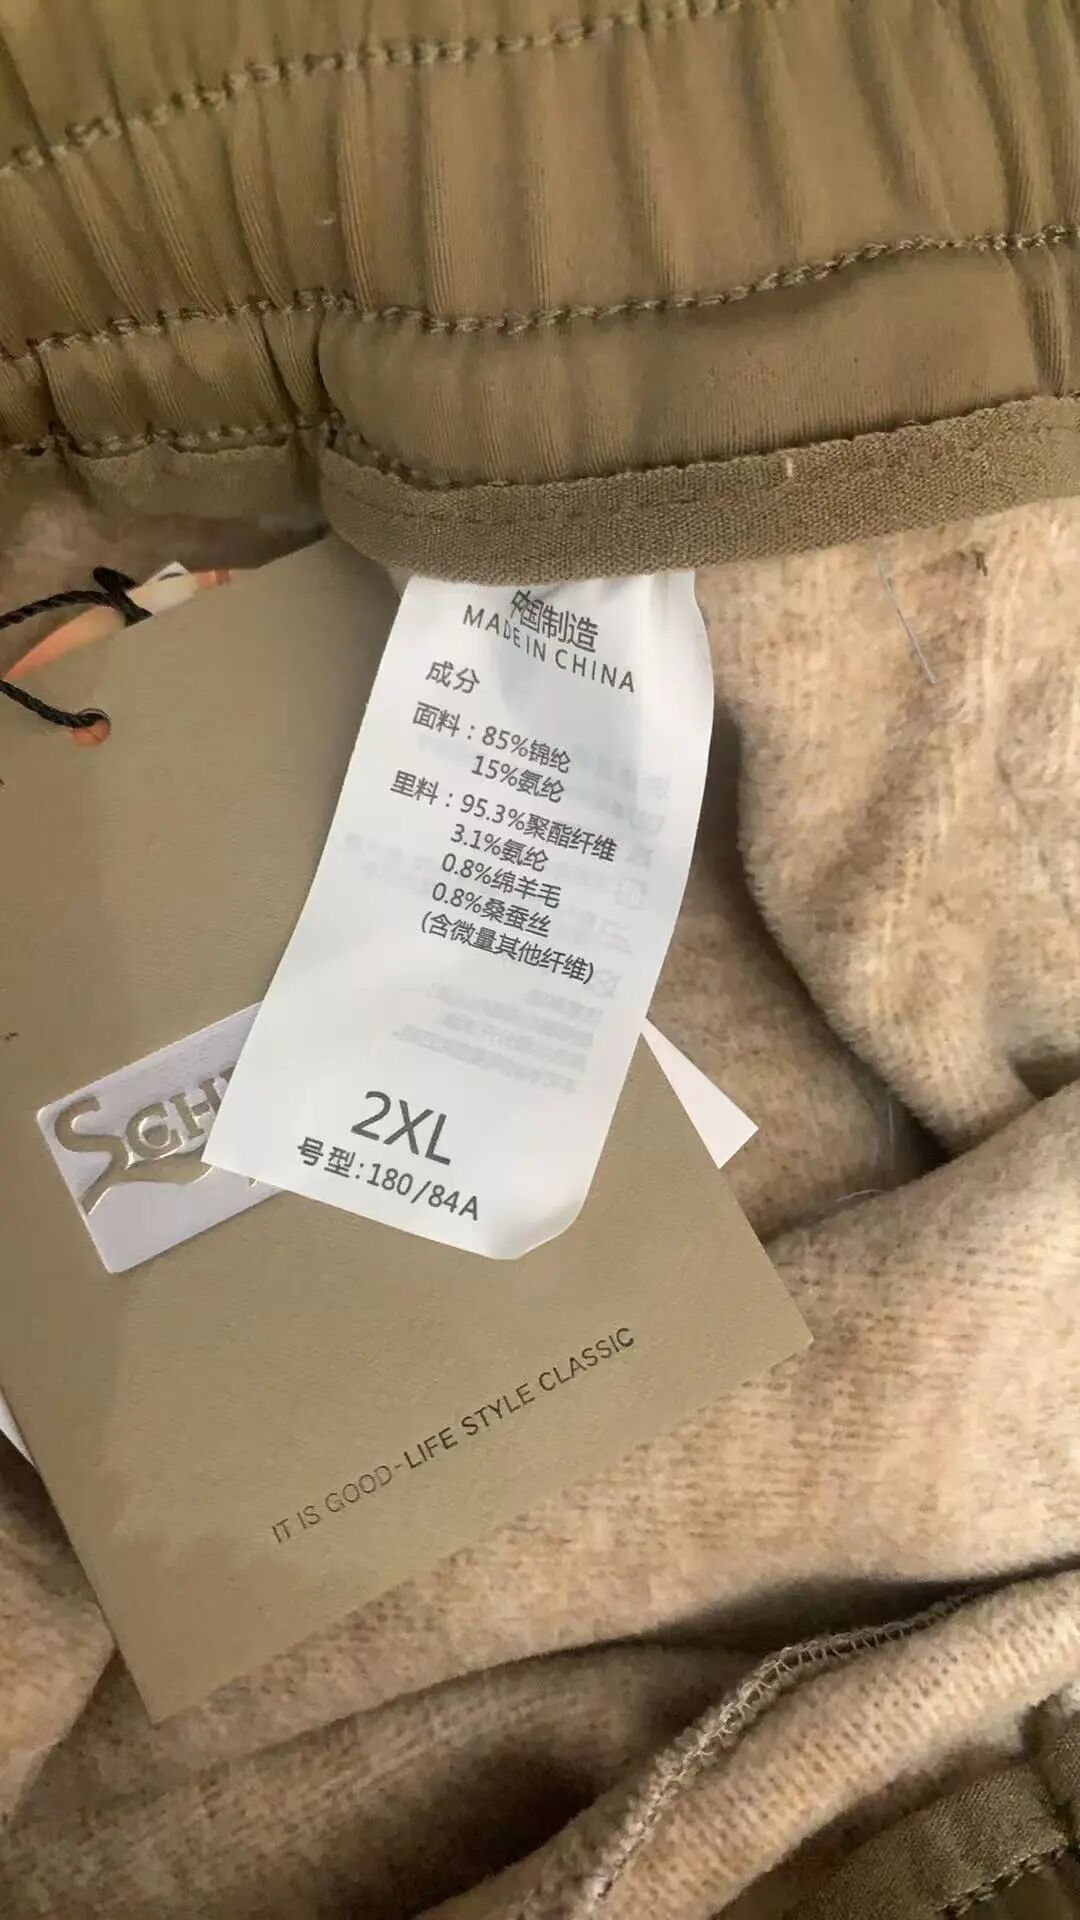 中国制造
MADE IN CHINA
成分
面料：85%锦纶
15%氨纶
里料：95.3%聚酯纤维
3.1%氨纶
0.8%绵羊毛
0.8%桑蚕丝
(含微量其他纤维)
2XL
号型:180/84A
IT IS GOOD-LIFE STYLE CLASSIC